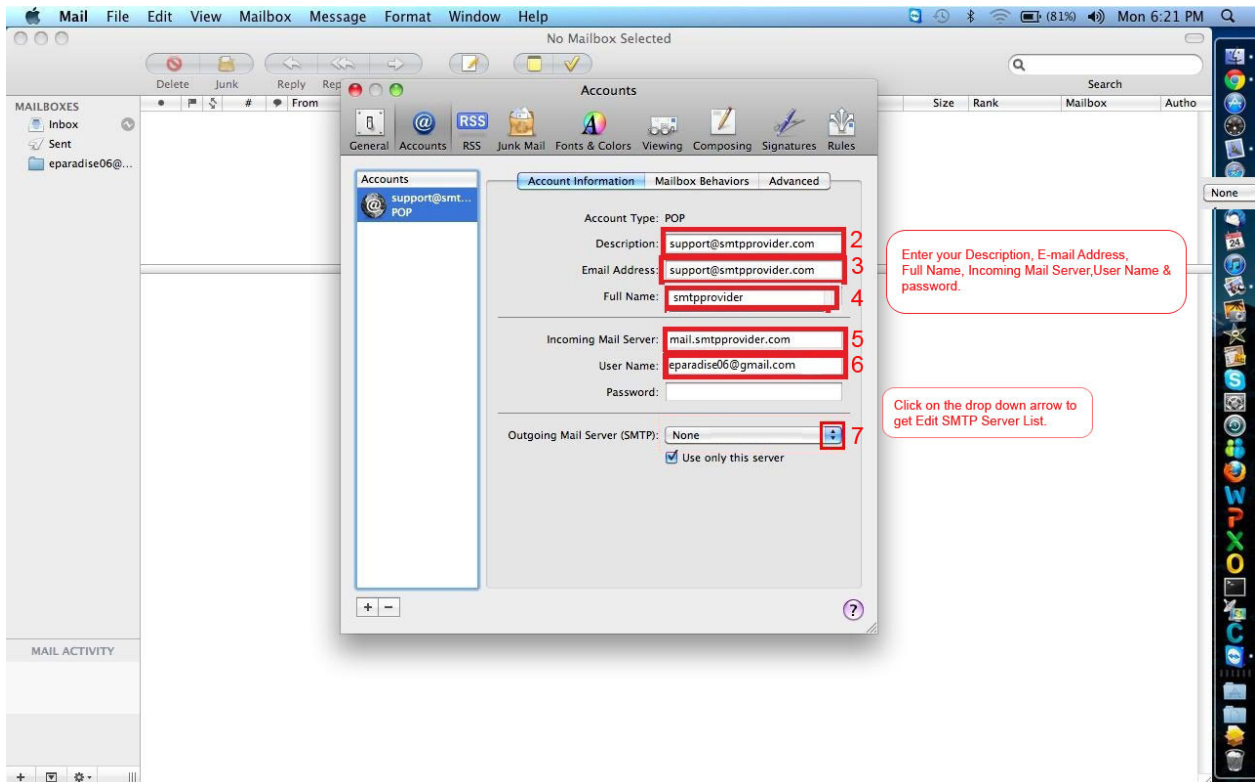 Mail File Edit View Mailbox Message Format Window Help (81%) Mon 6:21 PM
No Mailbox Selected
Delete Junk Reply Rep Search
MAILBOXES
Inbox
Sent
eparadise06@...
# From Size Rank Mailbox Autho
Accounts
RSS
General Accounts RSS Junk Mail Fonts & Colors Viewing Composing Signatures Rules
Accounts
support@smt...
POP
Account Information Mailbox Behaviors Advanced
Account Type: POP
Description: support@smtpprovider.com 2
Email Address: support@smtpprovider.com 3
Full Name: smtpprovider 4
Incoming Mail Server: mail.smtpprovider.com 5
User Name: eparadise06@gmail.com 6
Password:
Outgoing Mail Server (SMTP): None 7
Use only this server
Enter your Description, E-mail Address,
Full Name, Incoming Mail Server,User Name &
password.
Click on the drop down arrow to
get Edit SMTP Server List.
None
24
MAIL ACTIVITY